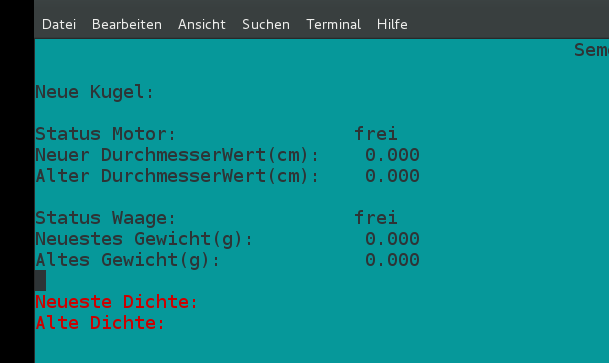 Datei Bearbeiten Ansicht Suchen Terminal Hilfe
Neue Kugel:
Status Motor: frei
Neuer DurchmesserWert(cm): 0.000
Alter DurchmesserWert(cm): 0.000
Status Waage: frei
Neuestes Gewicht(g): 0.000
Altes Gewicht(g): 0.000
Neueste Dichte:
Alte Dichte: